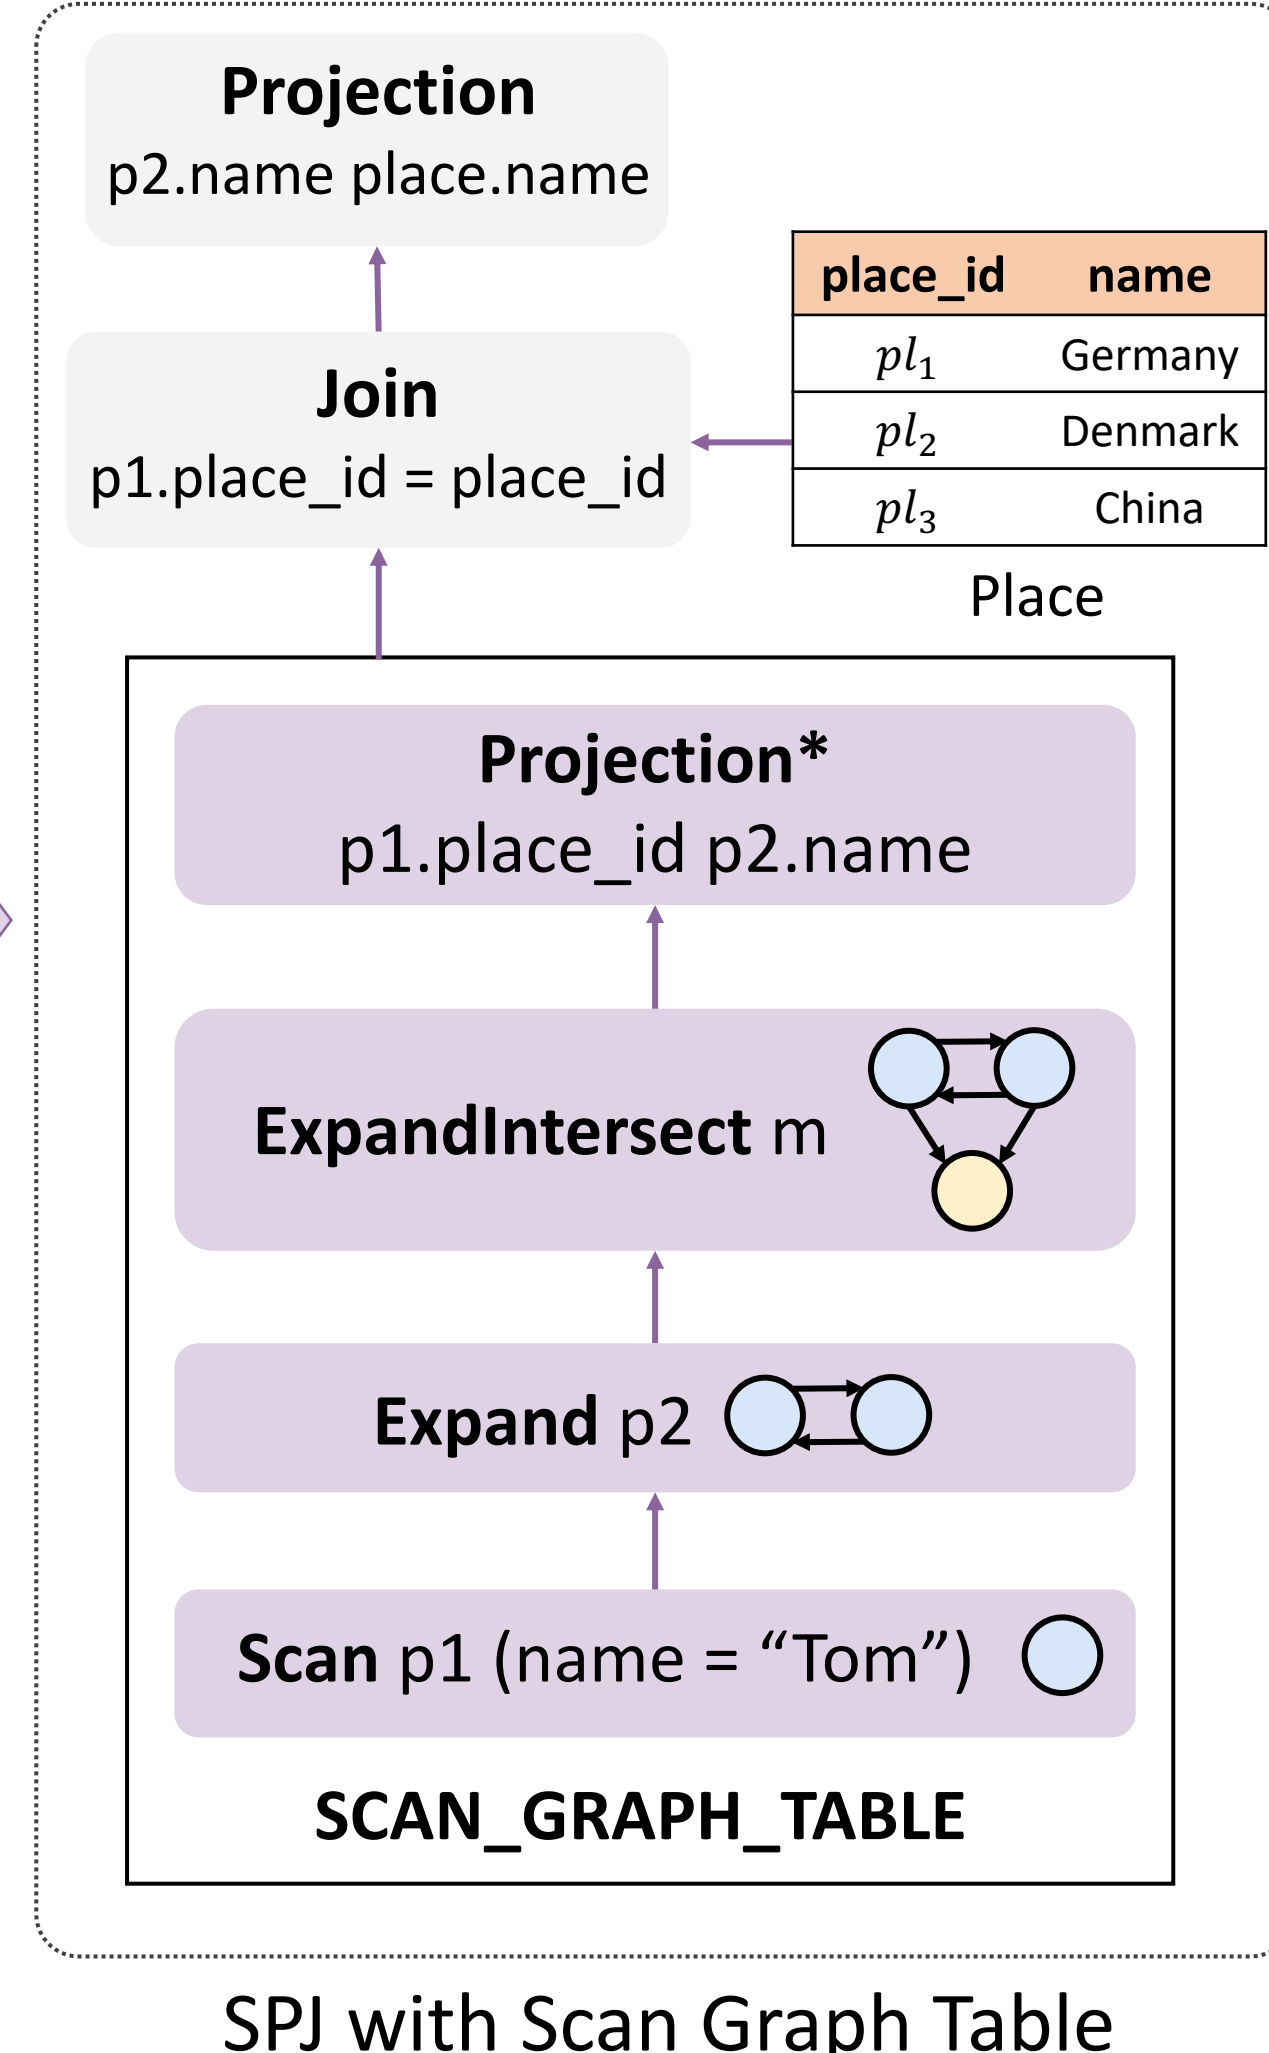 Projection
p2.name place.name
place_id name
pl₁ Germany
Join
pl₂ Denmark
p1.place_id = place_id
pl₃ China
Place
Projection*
p1.place_id p2.name
ExpandIntersect m
Expand p2
Scan p1 (name = “Tom”)
SCAN_GRAPH_TABLE
SPJ with Scan Graph Table